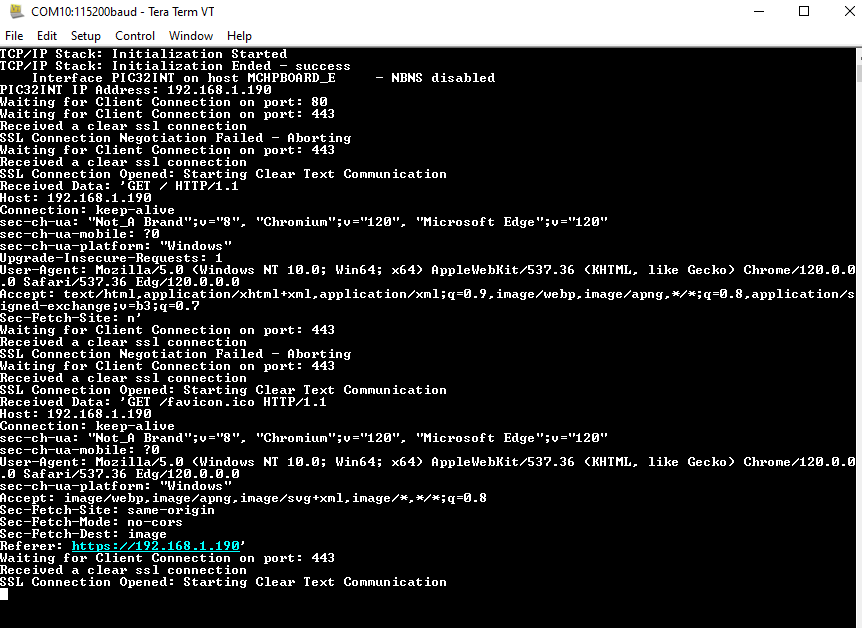 COM10:115200baud - Tera Term VT
File Edit Setup Control Window Help
TCP/IP Stack: Initialization Started
TCP/IP Stack: Initialization Ended - success
    Interface PIC32INT on host MCHPBOARD_E     - NBNS disabled
PIC32INT IP Address: 192.168.1.190
Waiting for Client Connection on port: 80
Waiting for Client Connection on port: 443
Received a clear ssl connection
SSL Connection Negotiation Failed - Aborting
Waiting for Client Connection on port: 443
Received a clear ssl connection
SSL Connection Opened: Starting Clear Text Communication
Received Data: 'GET / HTTP/1.1
Host: 192.168.1.190
Connection: keep-alive
sec-ch-ua: "Not_A Brand";v="8", "Chromium";v="120", "Microsoft Edge";v="120"
sec-ch-ua-mobile: ?0
sec-ch-ua-platform: "Windows"
Upgrade-Insecure-Requests: 1
User-Agent: Mozilla/5.0 (Windows NT 10.0; Win64; x64) AppleWebKit/537.36 (KHTML, like Gecko) Chrome/120.0.0
.0 Safari/537.36 Edg/120.0.0.0
Accept: text/html,application/xhtml+xml,application/xml;q=0.9,image/webp,image/apng,*/*;q=0.8,application/s
igned-exchange;v=b3;q=0.7
Sec-Fetch-Site: n'
Waiting for Client Connection on port: 443
Received a clear ssl connection
SSL Connection Negotiation Failed - Aborting
Waiting for Client Connection on port: 443
Received a clear ssl connection
SSL Connection Opened: Starting Clear Text Communication
Received Data: 'GET /favicon.ico HTTP/1.1
Host: 192.168.1.190
Connection: keep-alive
sec-ch-ua: "Not_A Brand";v="8", "Chromium";v="120", "Microsoft Edge";v="120"
sec-ch-ua-mobile: ?0
User-Agent: Mozilla/5.0 (Windows NT 10.0; Win64; x64) AppleWebKit/537.36 (KHTML, like Gecko) Chrome/120.0.0
.0 Safari/537.36 Edg/120.0.0.0
sec-ch-ua-platform: "Windows"
Accept: image/webp,image/apng,image/svg+xml,image/*,*/*;q=0.8
Sec-Fetch-Site: same-origin
Sec-Fetch-Mode: no-cors
Sec-Fetch-Dest: image
Referer: https://192.168.1.190'
Waiting for Client Connection on port: 443
Received a clear ssl connection
SSL Connection Opened: Starting Clear Text Communication